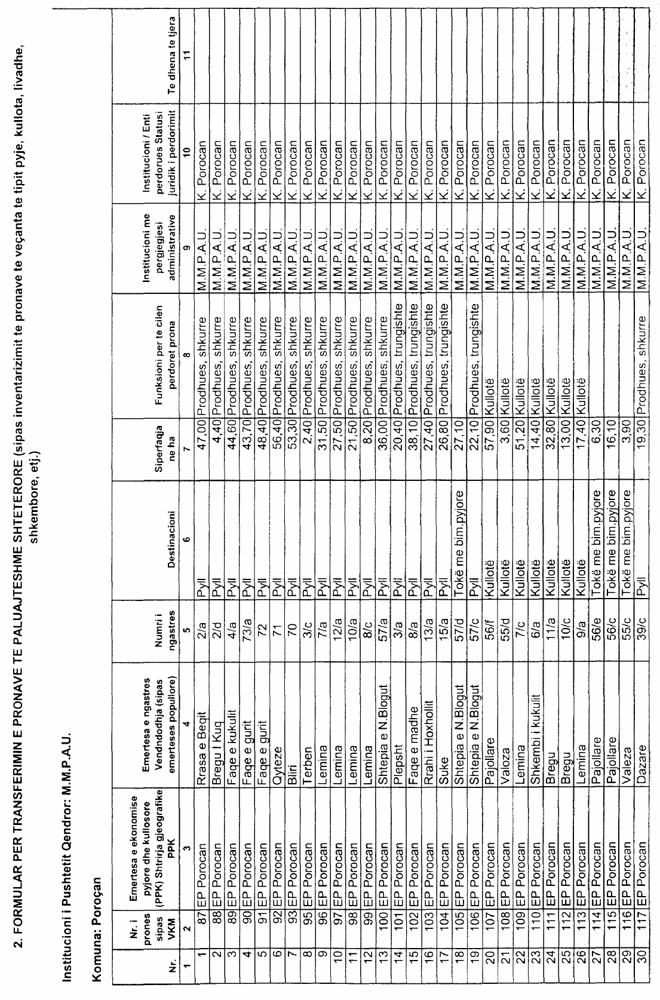 2. FORMULAR PER TRANSFERIMIN E PRONAVE TE PALUAJTESHME SHTETERORE (sipas inventarizimit te pronave te veçanta te tipit pyje, kullota, livadhe,
shkembore, etj.)
Institucioni i Pushtetit Qendror: M.M.P.A.U.
Komuna: Poroçan
Nr. | Nr. i prones sipas VKM | Emertesa e ekonomise pyjore dhe kullosore (PPK) Shtrirja gjeografike PPK | Emertesa e ngastres Vendndodhja (sipas emerteses popullore) | Numri i ngastres | Destinacioni | Siperfaqja ne ha | Funksioni per te cilen perdoret prona | Institucioni me pergjegjesi administrative | Institucioni / Enti perdorues Statusi juridik i perdorimit | Te dhena te tjera
1 | 2 | 3 | 4 | 5 | 6 | 7 | 8 | 9 | 10 | 11
1 | 87 | EP Porocan | Rrasa e Beqit | 2/a | Pyll | 47,00 | Prodhues, shkurre | M.M.P.A.U. | K. Porocan
2 | 88 | EP Porocan | Bregu I Kuq | 2/d | Pyll | 4,40 | Prodhues, shkurre | M.M.P.A.U. | K. Porocan
3 | 89 | EP Porocan | Faqe e kukulit | 4/a | Pyll | 44,60 | Prodhues, shkurre | M.M.P.A.U. | K. Porocan
4 | 90 | EP Porocan | Faqe e gurit | 73/a | Pyll | 43,70 | Prodhues, shkurre | M.M.P.A.U. | K. Porocan
5 | 91 | EP Porocan | Faqe e gurit | 72 | Pyll | 48,40 | Prodhues, shkurre | M.M.P.A.U. | K. Porocan
6 | 92 | EP Porocan | Qyteze | 71 | Pyll | 56,40 | Prodhues, shkurre | M.M.P.A.U. | K. Porocan
7 | 93 | EP Porocan | Bliri | 70 | Pyll | 53,30 | Prodhues, shkurre | M.M.P.A.U. | K. Porocan
8 | 95 | EP Porocan | Terben | 3/c | Pyll | 2,40 | Prodhues, shkurre | M.M.P.A.U. | K. Porocan
9 | 96 | EP Porocan | Lemina | 7/a | Pyll | 31,50 | Prodhues, shkurre | M.M.P.A.U. | K. Porocan
10 | 97 | EP Porocan | Lemina | 12/a | Pyll | 27,50 | Prodhues, shkurre | M.M.P.A.U. | K. Porocan
11 | 98 | EP Porocan | Lemina | 10/a | Pyll | 21,50 | Prodhues, shkurre | M.M.P.A.U. | K. Porocan
12 | 99 | EP Porocan | Lemina | 8/c | Pyll | 8,20 | Prodhues, shkurre | M.M.P.A.U. | K. Porocan
13 | 100 | EP Porocan | Shtepia e N.Blogut | 57/a | Pyll | 36,00 | Prodhues, shkurre | M.M.P.A.U. | K. Porocan
14 | 101 | EP Porocan | Plepsht | 3/a | Pyll | 20,40 | Prodhues, trungishte | M.M.P.A.U. | K. Porocan
15 | 102 | EP Porocan | Faqe e madhe | 8/a | Pyll | 38,10 | Prodhues, trungishte | M.M.P.A.U. | K. Porocan
16 | 103 | EP Porocan | Rrahi i Hoxhollit | 13/a | Pyll | 27,40 | Prodhues, trungishte | M.M.P.A.U. | K. Porocan
17 | 104 | EP Porocan | Suke | 15/a | Pyll | 26,80 | Prodhues, trungishte | M.M.P.A.U. | K. Porocan
18 | 105 | EP Porocan | Shtepia e N.Blogut | 57/d | Tokë me bim.pyjore | 27,10 | | M.M.P.A.U. | K. Porocan
19 | 106 | EP Porocan | Shtepia e N.Blogut | 57/c | Pyll | 22,10 | Prodhues, trungishte | M.M.P.A.U. | K. Porocan
20 | 107 | EP Porocan | Pajollare | 56/f | Kullotë | 57,90 | Kullotë | M.M.P.A.U. | K. Porocan
21 | 108 | EP Porocan | Valoza | 55/d | Kullotë | 3,60 | Kullotë | M.M.P.A.U. | K. Porocan
22 | 109 | EP Porocan | Lemina | 7/c | Kullotë | 51,20 | Kullotë | M.M.P.A.U. | K. Porocan
23 | 110 | EP Porocan | Shkembi i kukulit | 6/a | Kullotë | 14,40 | Kullotë | M.M.P.A.U. | K. Porocan
24 | 111 | EP Porocan | Bregu | 11/a | Kullotë | 32,80 | Kullotë | M.M.P.A.U. | K. Porocan
25 | 112 | EP Porocan | Bregu | 10/c | Kullotë | 13,00 | Kullotë | M.M.P.A.U. | K. Porocan
26 | 113 | EP Porocan | Lemina | 9/a | Kullotë | 17,40 | Kullotë | M.M.P.A.U. | K. Porocan
27 | 114 | EP Porocan | Pajollare | 56/e | Tokë me bim.pyjore | 6,30 | | M.M.P.A.U. | K. Porocan
28 | 115 | EP Porocan | Pajollare | 56/c | Tokë me bim.pyjore | 16,10 | | M.M.P.A.U. | K. Porocan
29 | 116 | EP Porocan | Valeza | 55/c | Tokë me bim.pyjore | 3,90 | | M.M.P.A.U. | K. Porocan
30 | 117 | EP Porocan | Dazare | 39/c | Pyll | 19,30 | Prodhues, shkurre | M.M.P.A.U. | K. Porocan